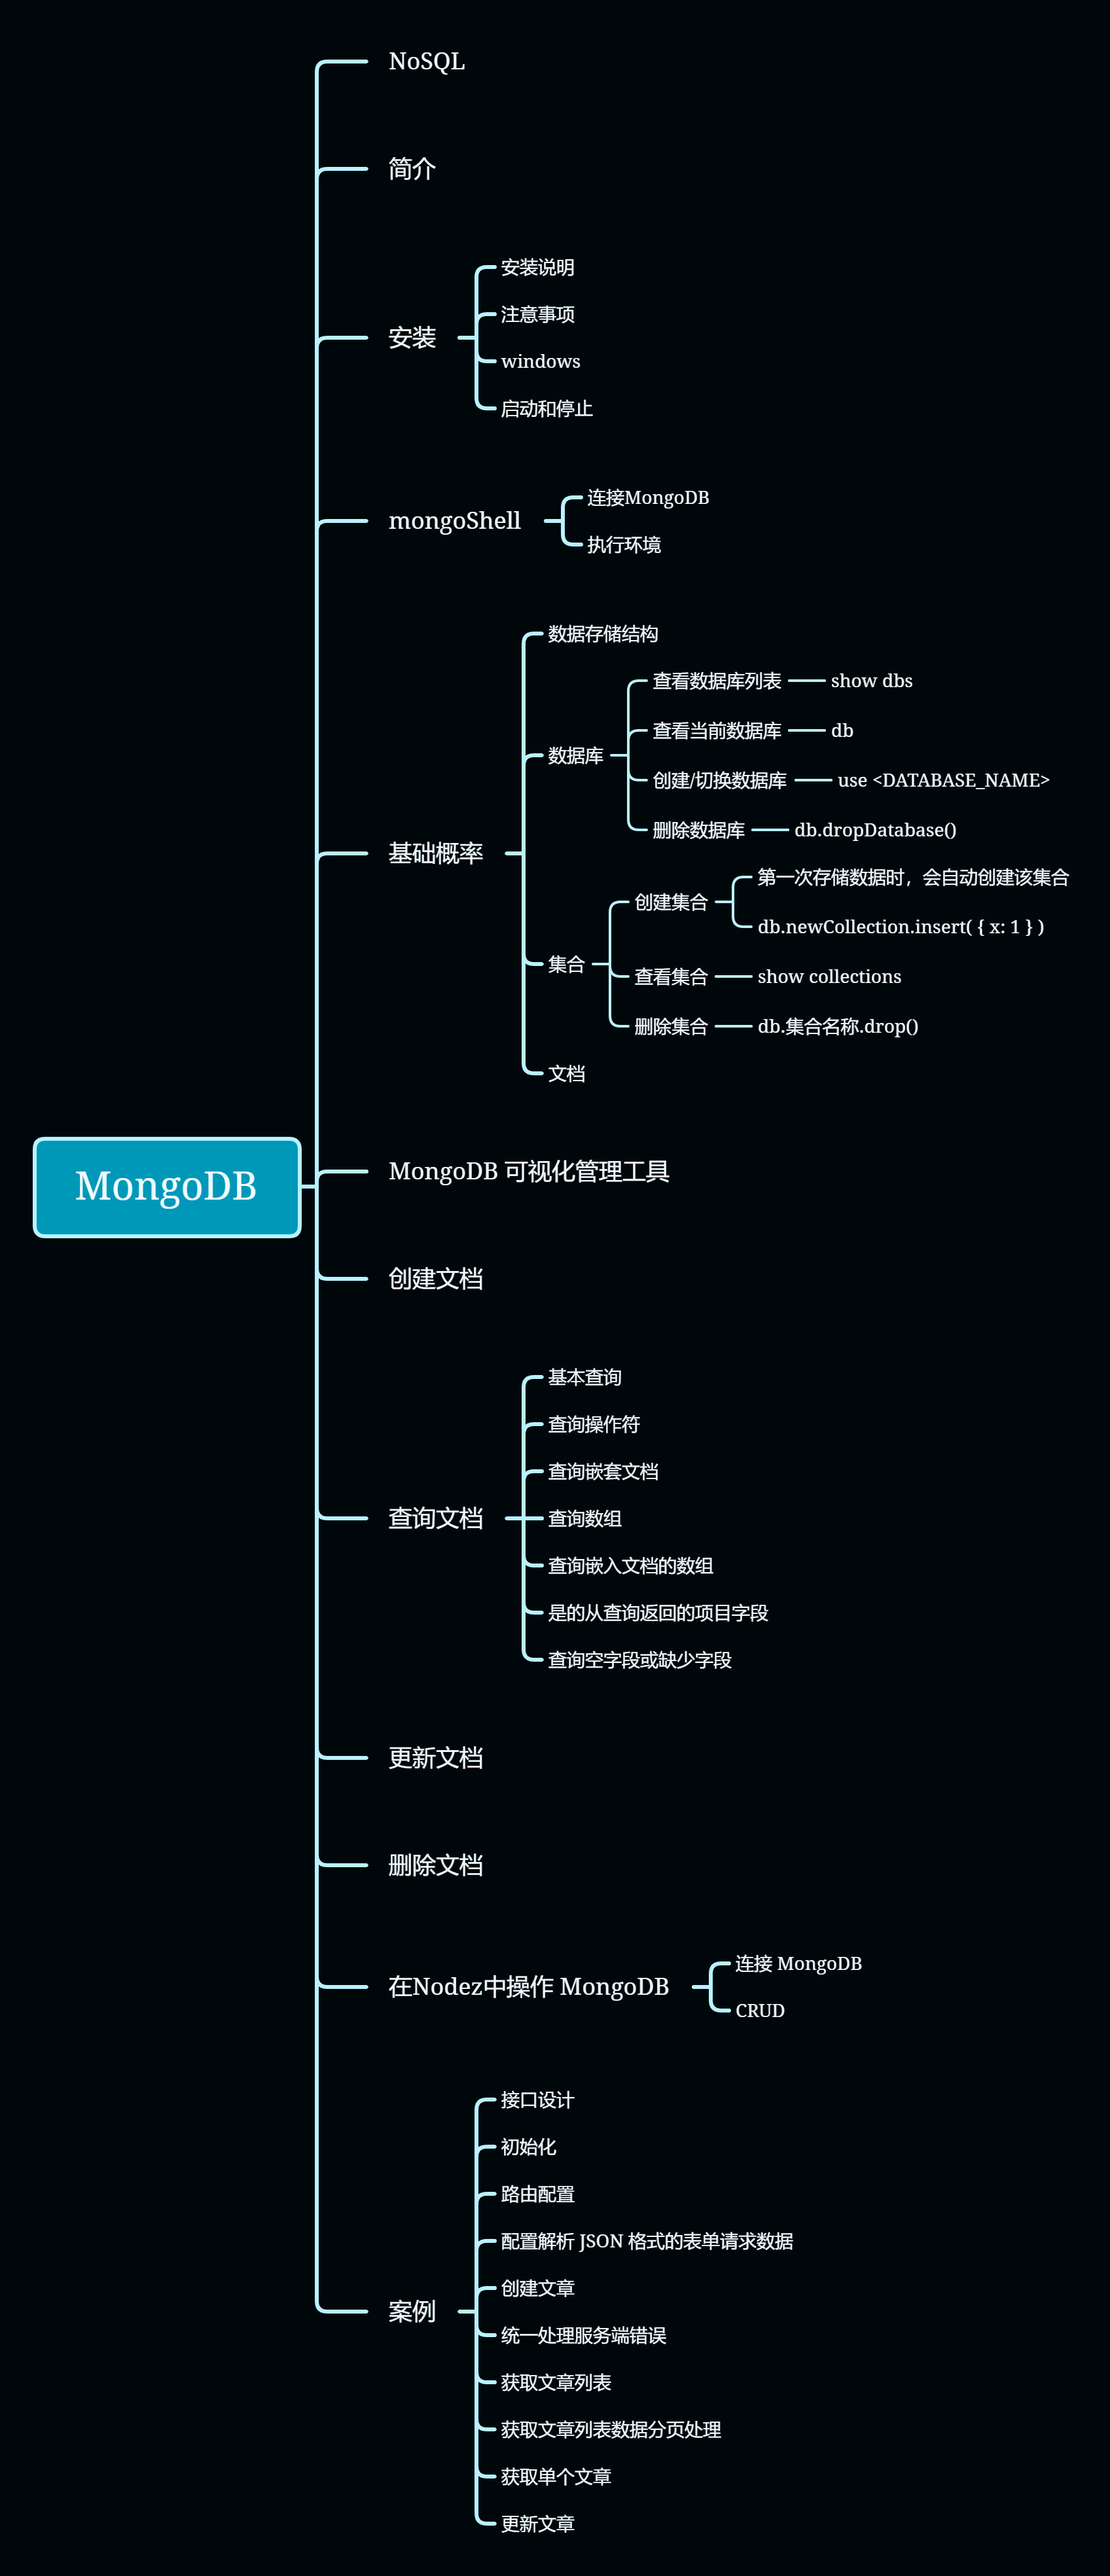 NoSQL
简介
安装
安装说明
注意事项
windows
启动和停止
mongoShell
连接MongoDB
执行环境
基础概率
数据存储结构
数据库
查看数据库列表
show dbs
查看当前数据库
db
创建/切换数据库
use <DATABASE_NAME>
删除数据库
db.dropDatabase()
集合
创建集合
第一次存储数据时，会自动创建该集合
db.newCollection.insert( { x: 1 } )
查看集合
show collections
删除集合
db.集合名称.drop()
文档
MongoDB
MongoDB 可视化管理工具
创建文档
查询文档
基本查询
查询操作符
查询嵌套文档
查询数组
查询嵌入文档的数组
是的从查询返回的项目字段
查询空字段或缺少字段
更新文档
删除文档
在Nodez中操作 MongoDB
连接 MongoDB
CRUD
案例
接口设计
初始化
路由配置
配置解析 JSON 格式的表单请求数据
创建文章
统一处理服务端错误
获取文章列表
获取文章列表数据分页处理
获取单个文章
更新文章